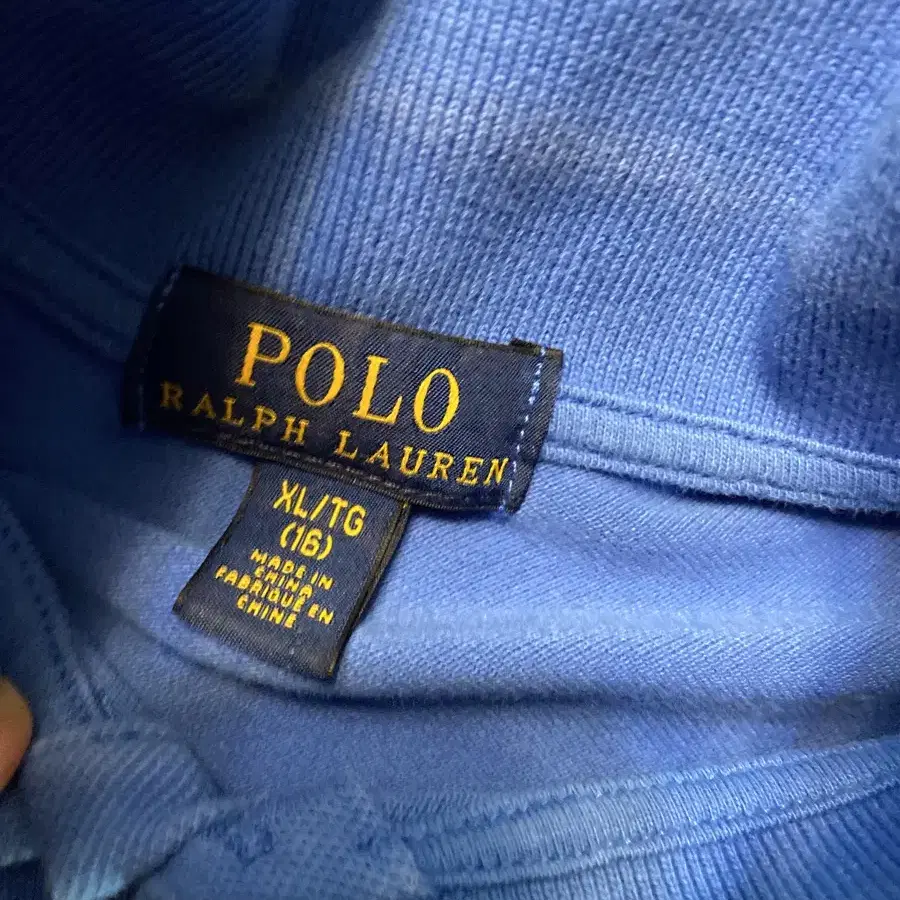 POLO
RALPH LAUREN
XL/TG
(16)
MADE IN
CHINA
FABRIQUÉ EN
CHINE